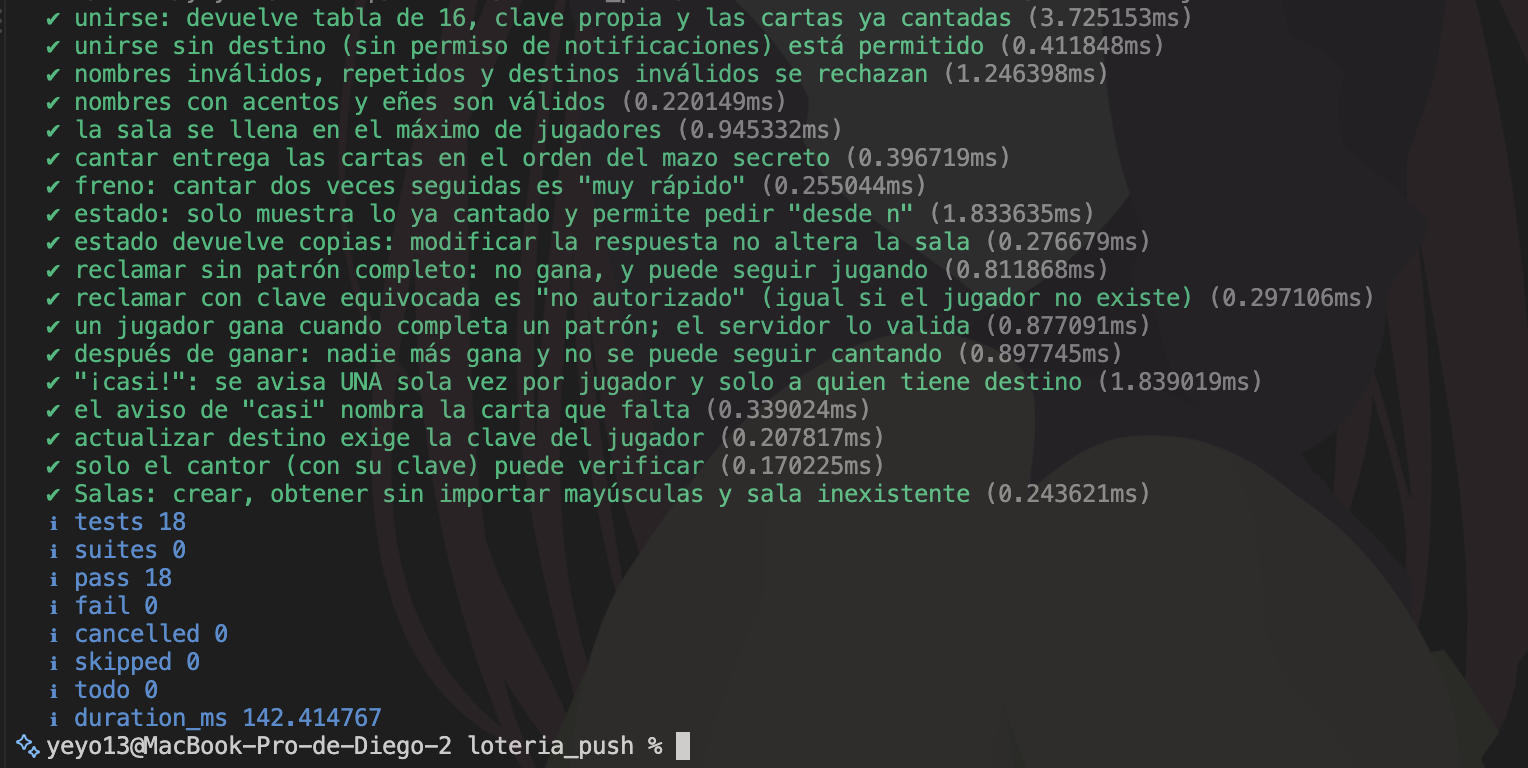 ✔ unirse: devuelve tabla de 16, clave propia y las cartas ya cantadas (3.725153ms)
✔ unirse sin destino (sin permiso de notificaciones) está permitido (0.411848ms)
✔ nombres inválidos, repetidos y destinos inválidos se rechazan (1.246398ms)
✔ nombres con acentos y eñes son válidos (0.220149ms)
✔ la sala se llena en el máximo de jugadores (0.945332ms)
✔ cantar entrega las cartas en el orden del mazo secreto (0.396719ms)
✔ freno: cantar dos veces seguidas es "muy rápido" (0.255044ms)
✔ estado: solo muestra lo ya cantado y permite pedir "desde n" (1.833635ms)
✔ estado devuelve copias: modificar la respuesta no altera la sala (0.276679ms)
✔ reclamar sin patrón completo: no gana, y puede seguir jugando (0.811868ms)
✔ reclamar con clave equivocada es "no autorizado" (igual si el jugador no existe) (0.297106ms)
✔ un jugador gana cuando completa un patrón; el servidor lo valida (0.877091ms)
✔ después de ganar: nadie más gana y no se puede seguir cantando (0.897745ms)
✔ "¡casi!": se avisa UNA sola vez por jugador y solo a quien tiene destino (1.839019ms)
✔ el aviso de "casi" nombra la carta que falta (0.339024ms)
✔ actualizar destino exige la clave del jugador (0.207817ms)
✔ solo el cantor (con su clave) puede verificar (0.170225ms)
✔ Salas: crear, obtener sin importar mayúsculas y sala inexistente (0.243621ms)
ℹ tests 18
ℹ suites 0
ℹ pass 18
ℹ fail 0
ℹ cancelled 0
ℹ skipped 0
ℹ todo 0
ℹ duration_ms 142.414767
yeyo13@MacBook-Pro-de-Diego-2 loteria_push %